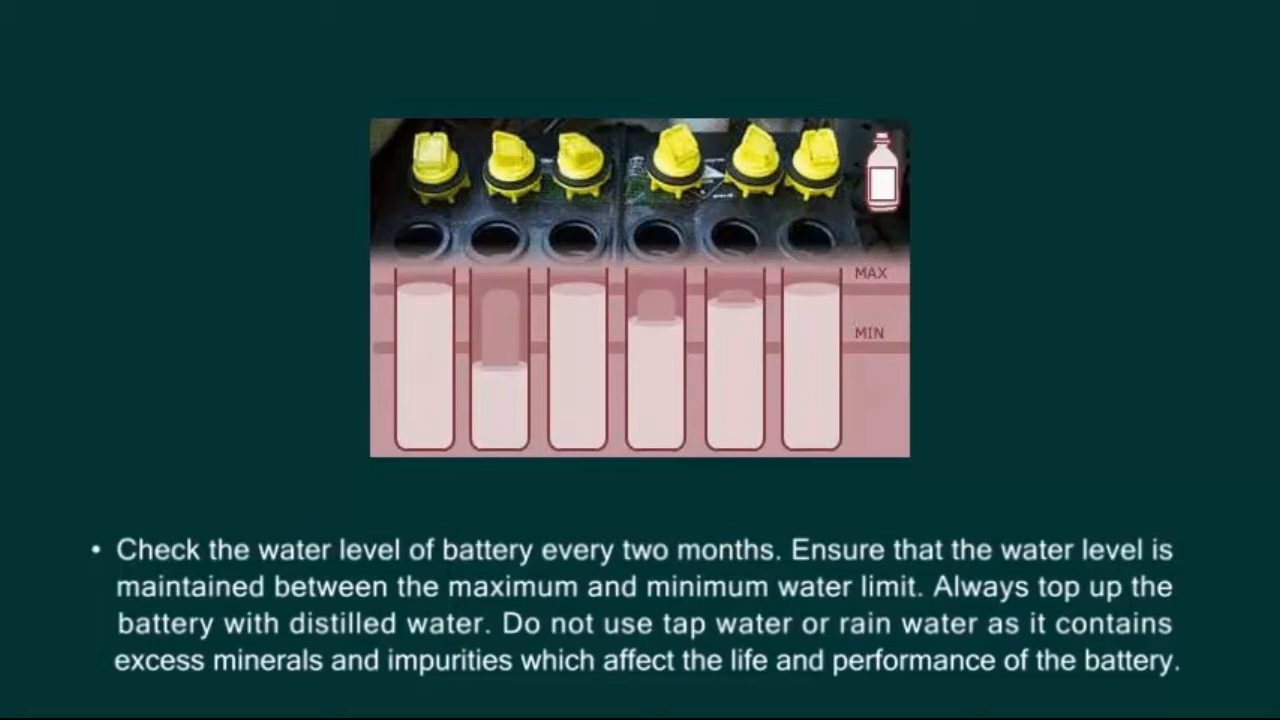 MAX
MIN
• Check the water level of battery every two months. Ensure that the water level is
maintained between the maximum and minimum water limit. Always top up the
battery with distilled water. Do not use tap water or rain water as it contains
excess minerals and impurities which affect the life and performance of the battery.